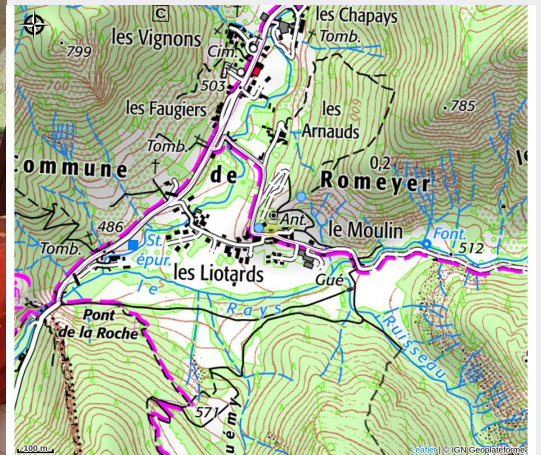 C
les Chapays
les Vignons
Tomb.
799
Cim.
503
700
les Faugiers
les
Arnauds
600
785
Tomb.
0,2
ommune
de
Romeyer
Ant.
486
le Moulin
Font.
St.
épur.
512
Tomb.
les Liotards
Gué
le Rays
Pont
de la Roche
Ruisseau
571
100 m
Leaflet | © IGN Geoplateforme